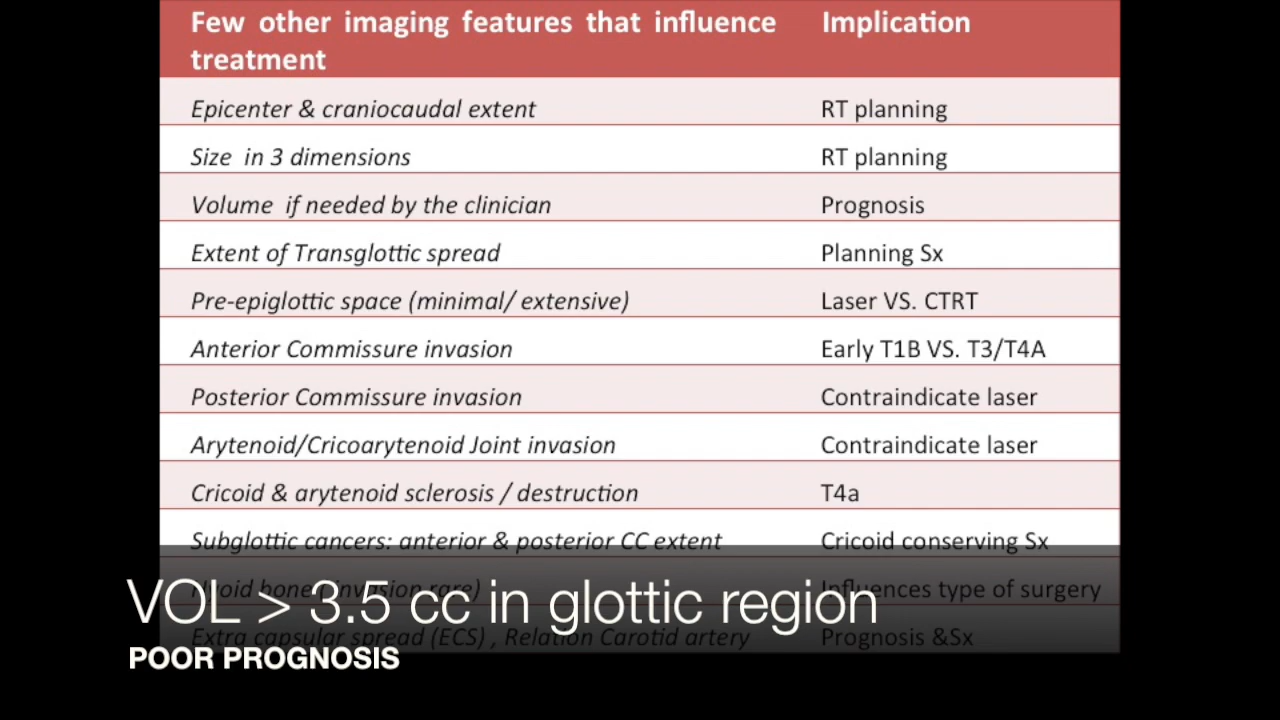 Few other imaging features that influence treatment Implication
Epicenter & craniocaudal extent RT planning
Size in 3 dimensions RT planning
Volume if needed by the clinician Prognosis
Extent of Transglottic spread Planning Sx
Pre-epiglottic space (minimal/ extensive) Laser VS. CTRT
Anterior Commissure invasion Early T1B VS. T3/T4A
Posterior Commissure invasion Contraindicate laser
Arytenoid/Cricoarytenoid Joint invasion Contraindicate laser
Cricoid & arytenoid sclerosis / destruction T4a
Subglottic cancers: anterior & posterior CC extent Cricoid conserving Sx
Hyoid bone (invasion rare) Influences type of surgery
VOL > 3.5 cc in glottic region
Extra capsular spread (ECS) , Relation Carotid artery Prognosis &Sx
POOR PROGNOSIS